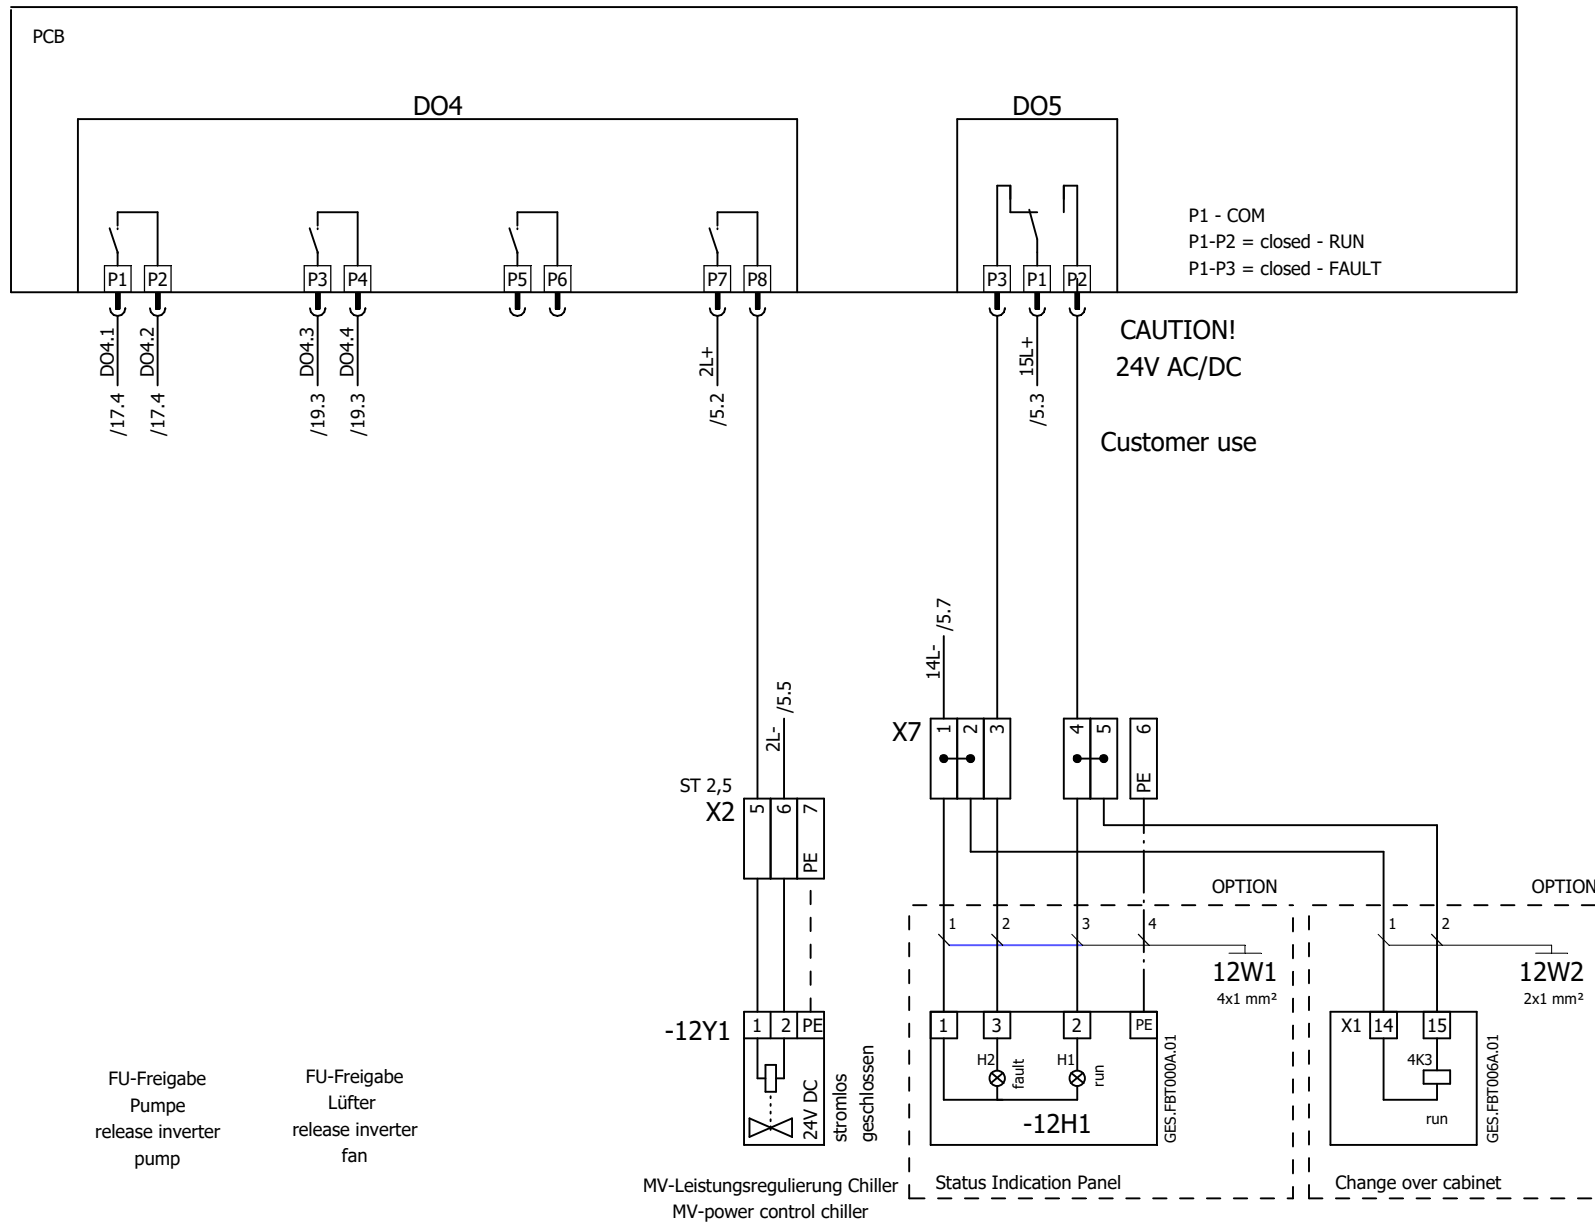 PCB
DO4
DO5
P1 - COM
P1-P2 = closed - RUN
P1-P3 = closed - FAULT
P1
P2
P3
P4
P5
P6
P7
P8
P3
P1
P2
DO4.1
/17.4
DO4.2
/17.4
DO4.3
/19.3
DO4.4
/19.3
2L+
/5.2
15L+
/5.3
CAUTION!
24V AC/DC
Customer use
14L-
/5.7
X7
1
2
3
4
5
6
PE
2L-
/5.5
ST 2,5
X2
5
6
7
PE
OPTION
OPTION
1
2
3
4
12W1
4x1 mm²
1
2
12W2
2x1 mm²
-12Y1
1
2
PE
24V DC
stromlos
geschlossen
1
3
2
PE
H2
fault
H1
run
-12H1
GES.FBT000A.01
X1
14
15
4K3
run
GES.FBT006A.01
FU-Freigabe
Pumpe
release inverter
pump
FU-Freigabe
Lüfter
release inverter
fan
MV-Leistungsregulierung Chiller
MV-power control chiller
Status Indication Panel
Change over cabinet